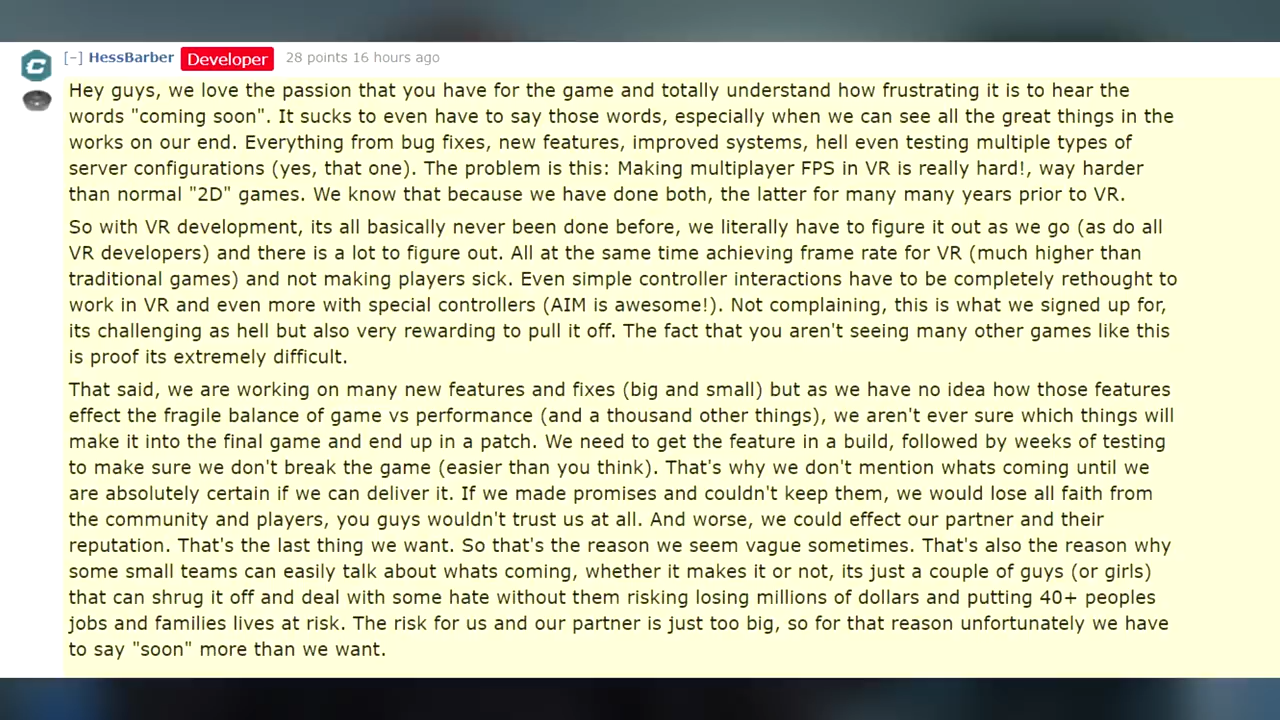 [-] HessBarber Developer 28 points 16 hours ago
Hey guys, we love the passion that you have for the game and totally understand how frustrating it is to hear the
words "coming soon". It sucks to even have to say those words, especially when we can see all the great things in the
works on our end. Everything from bug fixes, new features, improved systems, hell even testing multiple types of
server configurations (yes, that one). The problem is this: Making multiplayer FPS in VR is really hard!, way harder
than normal "2D" games. We know that because we have done both, the latter for many many years prior to VR.
So with VR development, its all basically never been done before, we literally have to figure it out as we go (as do all
VR developers) and there is a lot to figure out. All at the same time achieving frame rate for VR (much higher than
traditional games) and not making players sick. Even simple controller interactions have to be completely rethought to
work in VR and even more with special controllers (AIM is awesome!). Not complaining, this is what we signed up for,
its challenging as hell but also very rewarding to pull it off. The fact that you aren't seeing many other games like this
is proof its extremely difficult.
That said, we are working on many new features and fixes (big and small) but as we have no idea how those features
effect the fragile balance of game vs performance (and a thousand other things), we aren't ever sure which things will
make it into the final game and end up in a patch. We need to get the feature in a build, followed by weeks of testing
to make sure we don't break the game (easier than you think). That's why we don't mention whats coming until we
are absolutely certain if we can deliver it. If we made promises and couldn't keep them, we would lose all faith from
the community and players, you guys wouldn't trust us at all. And worse, we could effect our partner and their
reputation. That's the last thing we want. So that's the reason we seem vague sometimes. That's also the reason why
some small teams can easily talk about whats coming, whether it makes it or not, its just a couple of guys (or girls)
that can shrug it off and deal with some hate without them risking losing millions of dollars and putting 40+ peoples
jobs and families lives at risk. The risk for us and our partner is just too big, so for that reason unfortunately we have
to say "soon" more than we want.